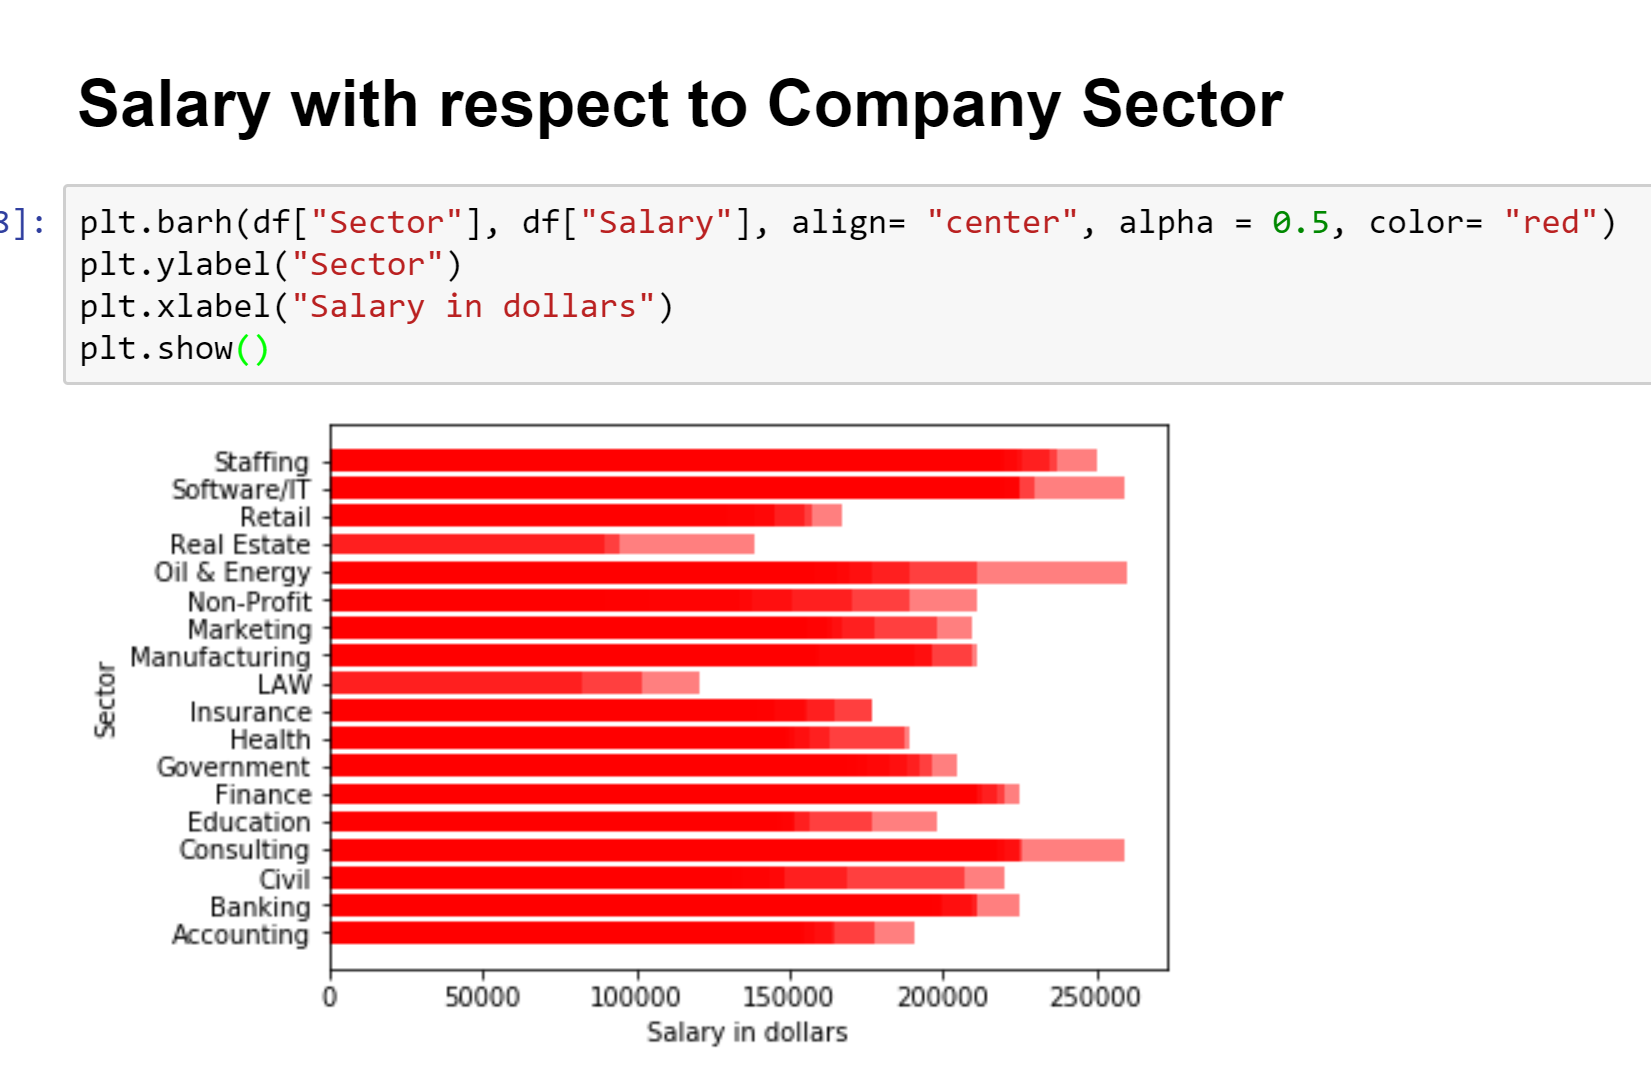 Salary with respect to Company Sector
8]:
plt.barh(df["Sector"], df["Salary"], align= "center", alpha = 0.5, color= "red")
plt.ylabel("Sector")
plt.xlabel("Salary in dollars")
plt.show()
Staffing
Software/IT
Retail
Real Estate
Oil & Energy
Non-Profit
Marketing
Manufacturing
LAW
Insurance
Health
Government
Finance
Education
Consulting
Civil
Banking
Accounting
Sector
0 50000 100000 150000 200000 250000
Salary in dollars